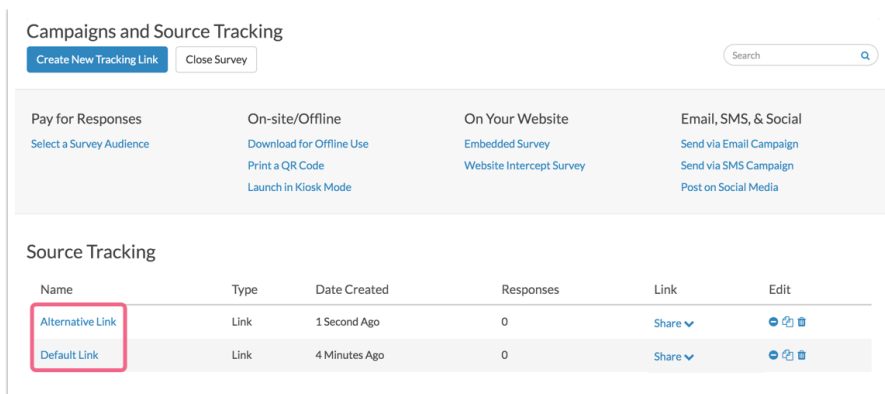 Campaigns and Source Tracking
Create New Tracking Link Close Survey Search
Pay for Responses On-site/Offline On Your Website Email, SMS, & Social
Select a Survey Audience Download for Offline Use Embedded Survey Send via Email Campaign
Print a QR Code Website Intercept Survey Send via SMS Campaign
Launch in Kiosk Mode Post on Social Media
Source Tracking
Name Type Date Created Responses Link Edit
Alternative Link Link 1 Second Ago 0 Share
Default Link Link 4 Minutes Ago 0 Share